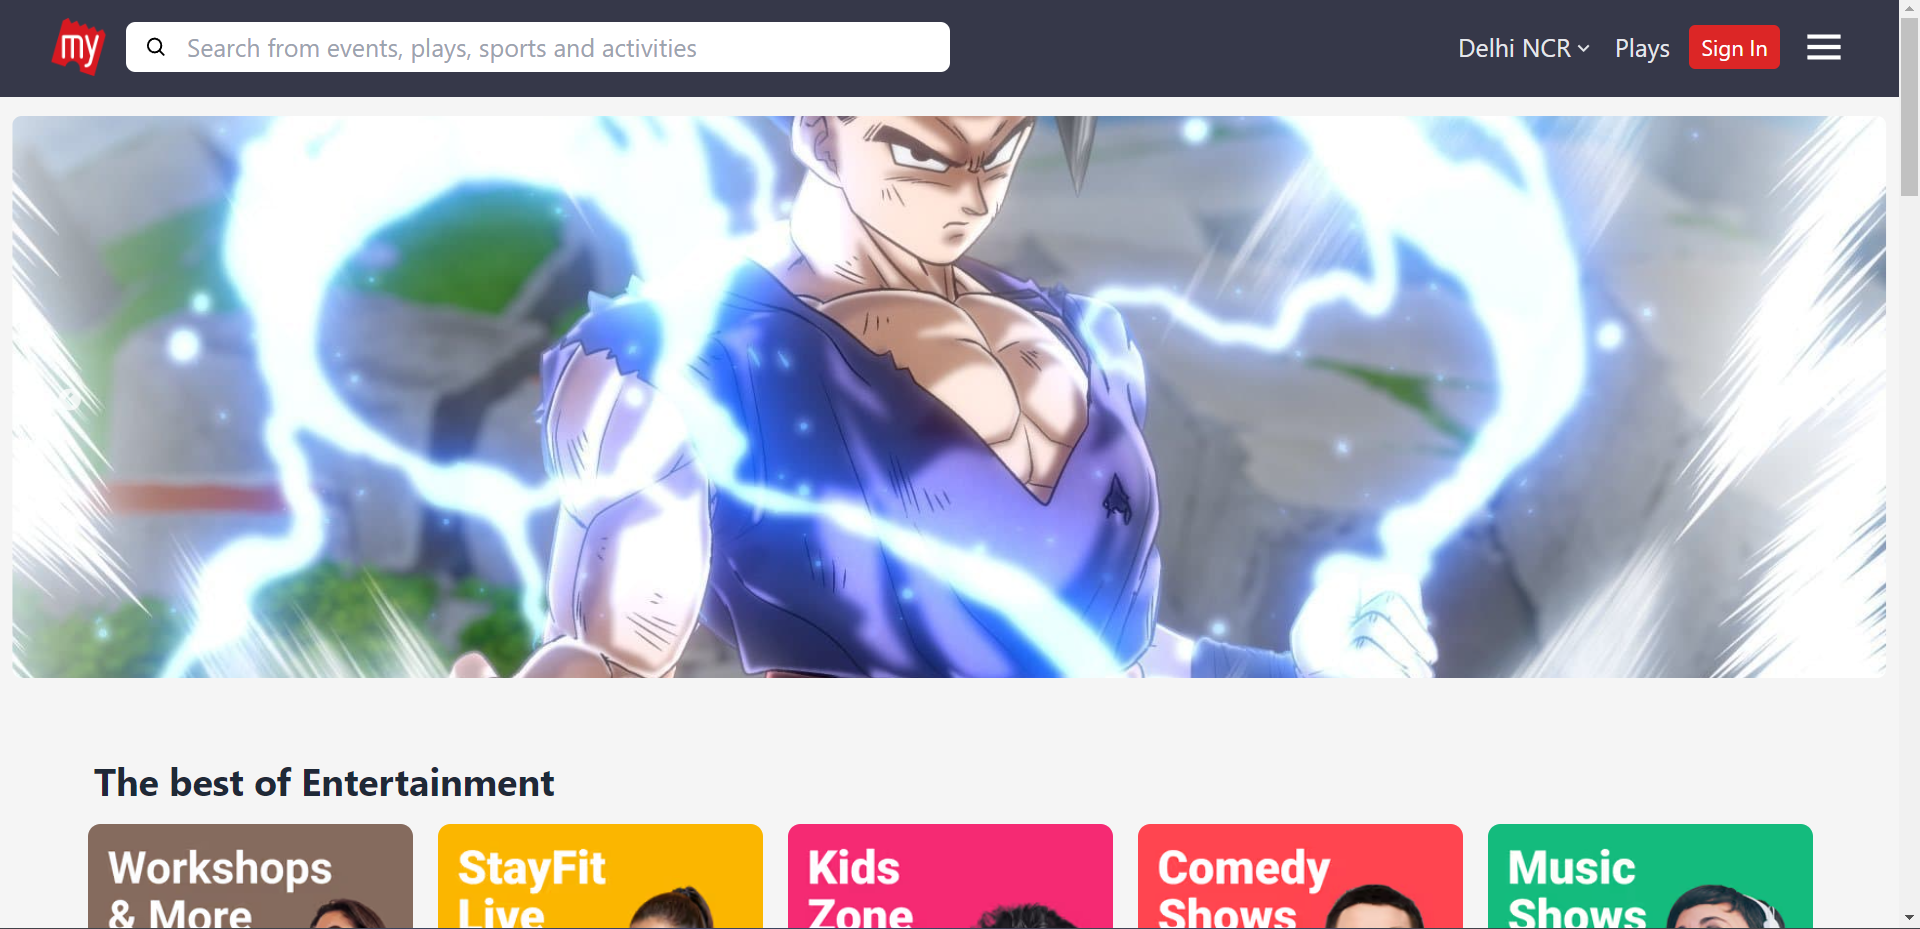 my
Search from events, plays, sports and activities
Delhi NCR
Plays
Sign In
The best of Entertainment
Workshops
& More
StayFit
Live
Kids
Zone
Comedy
Shows
Music
Shows